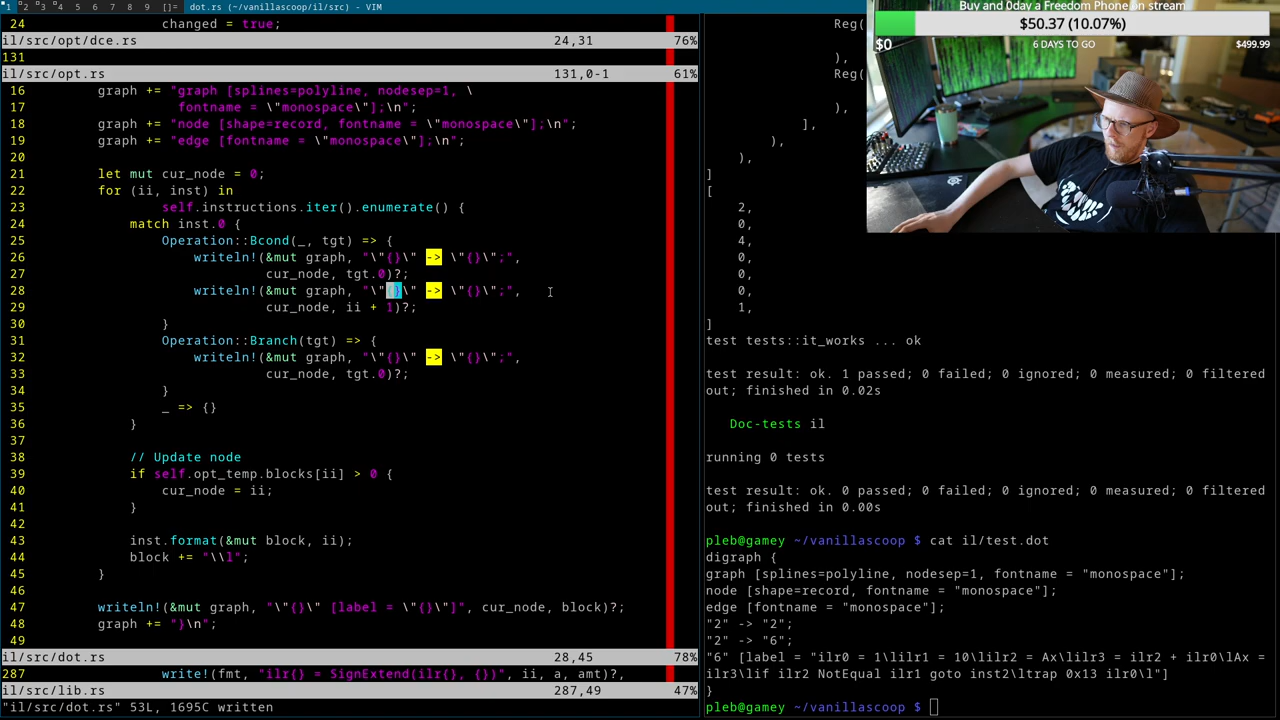 1 2 3 4 5 6 7 8 9 []= dot.rs (~/vanillascoop/il/src) - VIM
24 changed = true;
il/src/opt/dce.rs 24,31 76%
131
il/src/opt.rs 131,0-1 61%
16 graph += "graph [splines=polyline, nodesep=1, \
17 fontname = \"monospace\"];\n";
18 graph += "node [shape=record, fontname = \"monospace\"];\n";
19 graph += "edge [fontname = \"monospace\"];\n";
20
21 let mut cur_node = 0;
22 for (ii, inst) in
23 self.instructions.iter().enumerate() {
24 match inst.0 {
25 Operation::Bcond(_, tgt) => {
26 writeln!(&mut graph, "\"{}\" -> \"{}\";",
27 cur_node, tgt.0)?;
28 writeln!(&mut graph, "\"{}\" -> \"{}\";",
29 cur_node, ii + 1)?;
30 }
31 Operation::Branch(tgt) => {
32 writeln!(&mut graph, "\"{}\" -> \"{}\";",
33 cur_node, tgt.0)?;
34 }
35 _ => {}
36 }
37
38 // Update node
39 if self.opt_temp.blocks[ii] > 0 {
40 cur_node = ii;
41 }
42
43 inst.format(&mut block, ii);
44 block += "\\l";
45 }
46
47 writeln!(&mut graph, "\"{}\" [label = \"{}\"]", cur_node, block)?;
48 graph += "}\n";
49
il/src/dot.rs 28,45 78%
287 write!(fmt, "ilr{} = SignExtend(ilr{}, {})", ii, a, amt)?,
il/src/lib.rs 287,49 47%
"il/src/dot.rs" 53L, 1695C written
Reg(
),
Reg(
),
],
),
),
]
[
2,
0,
4,
0,
0,
0,
1,
]
test tests::it_works ... ok
test result: ok. 1 passed; 0 failed; 0 ignored; 0 measured; 0 filtered
out; finished in 0.02s
Doc-tests il
running 0 tests
test result: ok. 0 passed; 0 failed; 0 ignored; 0 measured; 0 filtered
out; finished in 0.00s
pleb@gamey ~/vanillascoop $ cat il/test.dot
digraph {
graph [splines=polyline, nodesep=1, fontname = "monospace"];
node [shape=record, fontname = "monospace"];
edge [fontname = "monospace"];
"2" -> "2";
"2" -> "6";
"6" [label = "ilr0 = 1\lilr1 = 10\lilr2 = Ax\lilr3 = ilr2 + ilr0\lAx =
ilr3\lif ilr2 NotEqual ilr1 goto inst2\ltrap 0x13 ilr0\l"]
}
pleb@gamey ~/vanillascoop $
Buy and 0day a Freedom Phone on stream
$50.37 (10.07%)
$0 6 DAYS TO GO $499.99